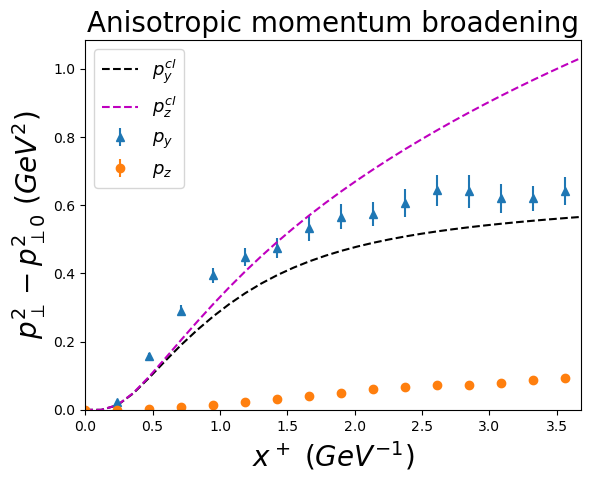 Anisotropic momentum broadening
p_y^{cl}
p_z^{cl}
p_y
p_z
p_⊥^2 − p_{⊥0}^2 (GeV^2)
1.0
0.8
0.6
0.4
0.2
0.0
0.0 0.5 1.0 1.5 2.0 2.5 3.0 3.5
x^+ (GeV^{-1})